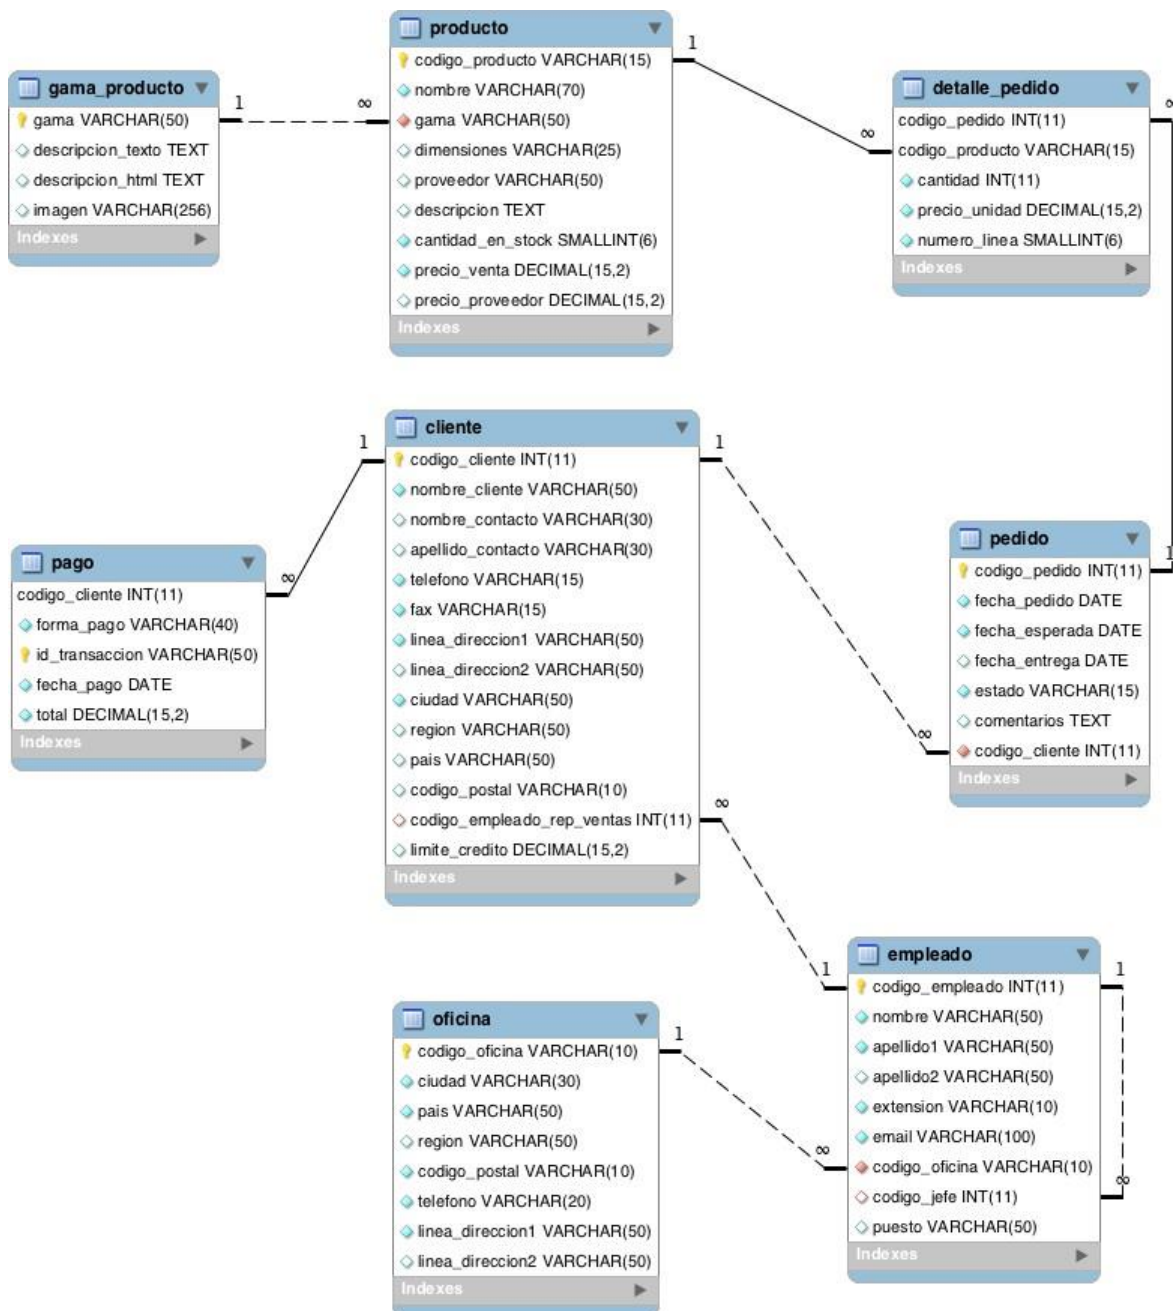 producto
codigo_producto VARCHAR(15)
nombre VARCHAR(70)
gama VARCHAR(50)
dimensiones VARCHAR(25)
proveedor VARCHAR(50)
descripcion TEXT
cantidad_en_stock SMALLINT(6)
precio_venta DECIMAL(15,2)
precio_proveedor DECIMAL(15,2)
Indexes
1
gama_producto
gama VARCHAR(50)
descripcion_texto TEXT
descripcion_html TEXT
imagen VARCHAR(256)
Indexes
1
∞
detalle_pedido
codigo_pedido INT(11)
codigo_producto VARCHAR(15)
cantidad INT(11)
precio_unidad DECIMAL(15,2)
numero_linea SMALLINT(6)
Indexes
∞
∞
cliente
codigo_cliente INT(11)
nombre_cliente VARCHAR(50)
nombre_contacto VARCHAR(30)
apellido_contacto VARCHAR(30)
telefono VARCHAR(15)
fax VARCHAR(15)
linea_direccion1 VARCHAR(50)
linea_direccion2 VARCHAR(50)
ciudad VARCHAR(50)
region VARCHAR(50)
pais VARCHAR(50)
codigo_postal VARCHAR(10)
codigo_empleado_rep_ventas INT(11)
limite_credito DECIMAL(15,2)
Indexes
1
1
∞
pago
codigo_cliente INT(11)
forma_pago VARCHAR(40)
id_transaccion VARCHAR(50)
fecha_pago DATE
total DECIMAL(15,2)
Indexes
∞
pedido
codigo_pedido INT(11)
fecha_pedido DATE
fecha_esperada DATE
fecha_entrega DATE
estado VARCHAR(15)
comentarios TEXT
codigo_cliente INT(11)
Indexes
1
∞
empleado
codigo_empleado INT(11)
nombre VARCHAR(50)
apellido1 VARCHAR(50)
apellido2 VARCHAR(50)
extension VARCHAR(10)
email VARCHAR(100)
codigo_oficina VARCHAR(10)
codigo_jefe INT(11)
puesto VARCHAR(50)
Indexes
1
1
∞
∞
oficina
codigo_oficina VARCHAR(10)
ciudad VARCHAR(30)
pais VARCHAR(50)
region VARCHAR(50)
codigo_postal VARCHAR(10)
telefono VARCHAR(20)
linea_direccion1 VARCHAR(50)
linea_direccion2 VARCHAR(50)
Indexes
1